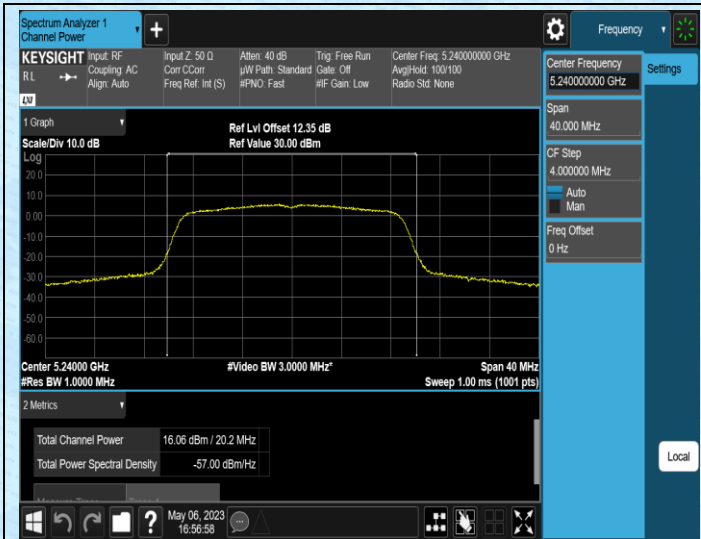 Spectrum Analyzer 1
Channel Power
+
Frequency
KEYSIGHT
RL
LXI
Input: RF
Coupling: AC
Align: Auto
Input Z: 50 Ω
Corr CCorr
Freq Ref: Int (S)
Atten: 40 dB
µW Path: Standard
#PNO: Fast
Trig: Free Run
Gate: Off
#IF Gain: Low
Center Freq: 5.240000000 GHz
Avg|Hold: 100/100
Radio Std: None
Center Frequency
5.240000000 GHz
Settings
Span
40.000 MHz
CF Step
4.000000 MHz
Auto
Man
Freq Offset
0 Hz
1 Graph
Scale/Div 10.0 dB
Ref Lvl Offset 12.35 dB
Ref Value 30.00 dBm
Log
20.0
10.0
0.00
-10.0
-20.0
-30.0
-40.0
-50.0
-60.0
Center 5.24000 GHz
#Video BW 3.0000 MHz*
Span 40 MHz
#Res BW 1.0000 MHz
Sweep 1.00 ms (1001 pts)
2 Metrics
Total Channel Power 16.06 dBm / 20.2 MHz
Total Power Spectral Density -57.00 dBm/Hz
Local
?
May 06, 2023
16:56:58